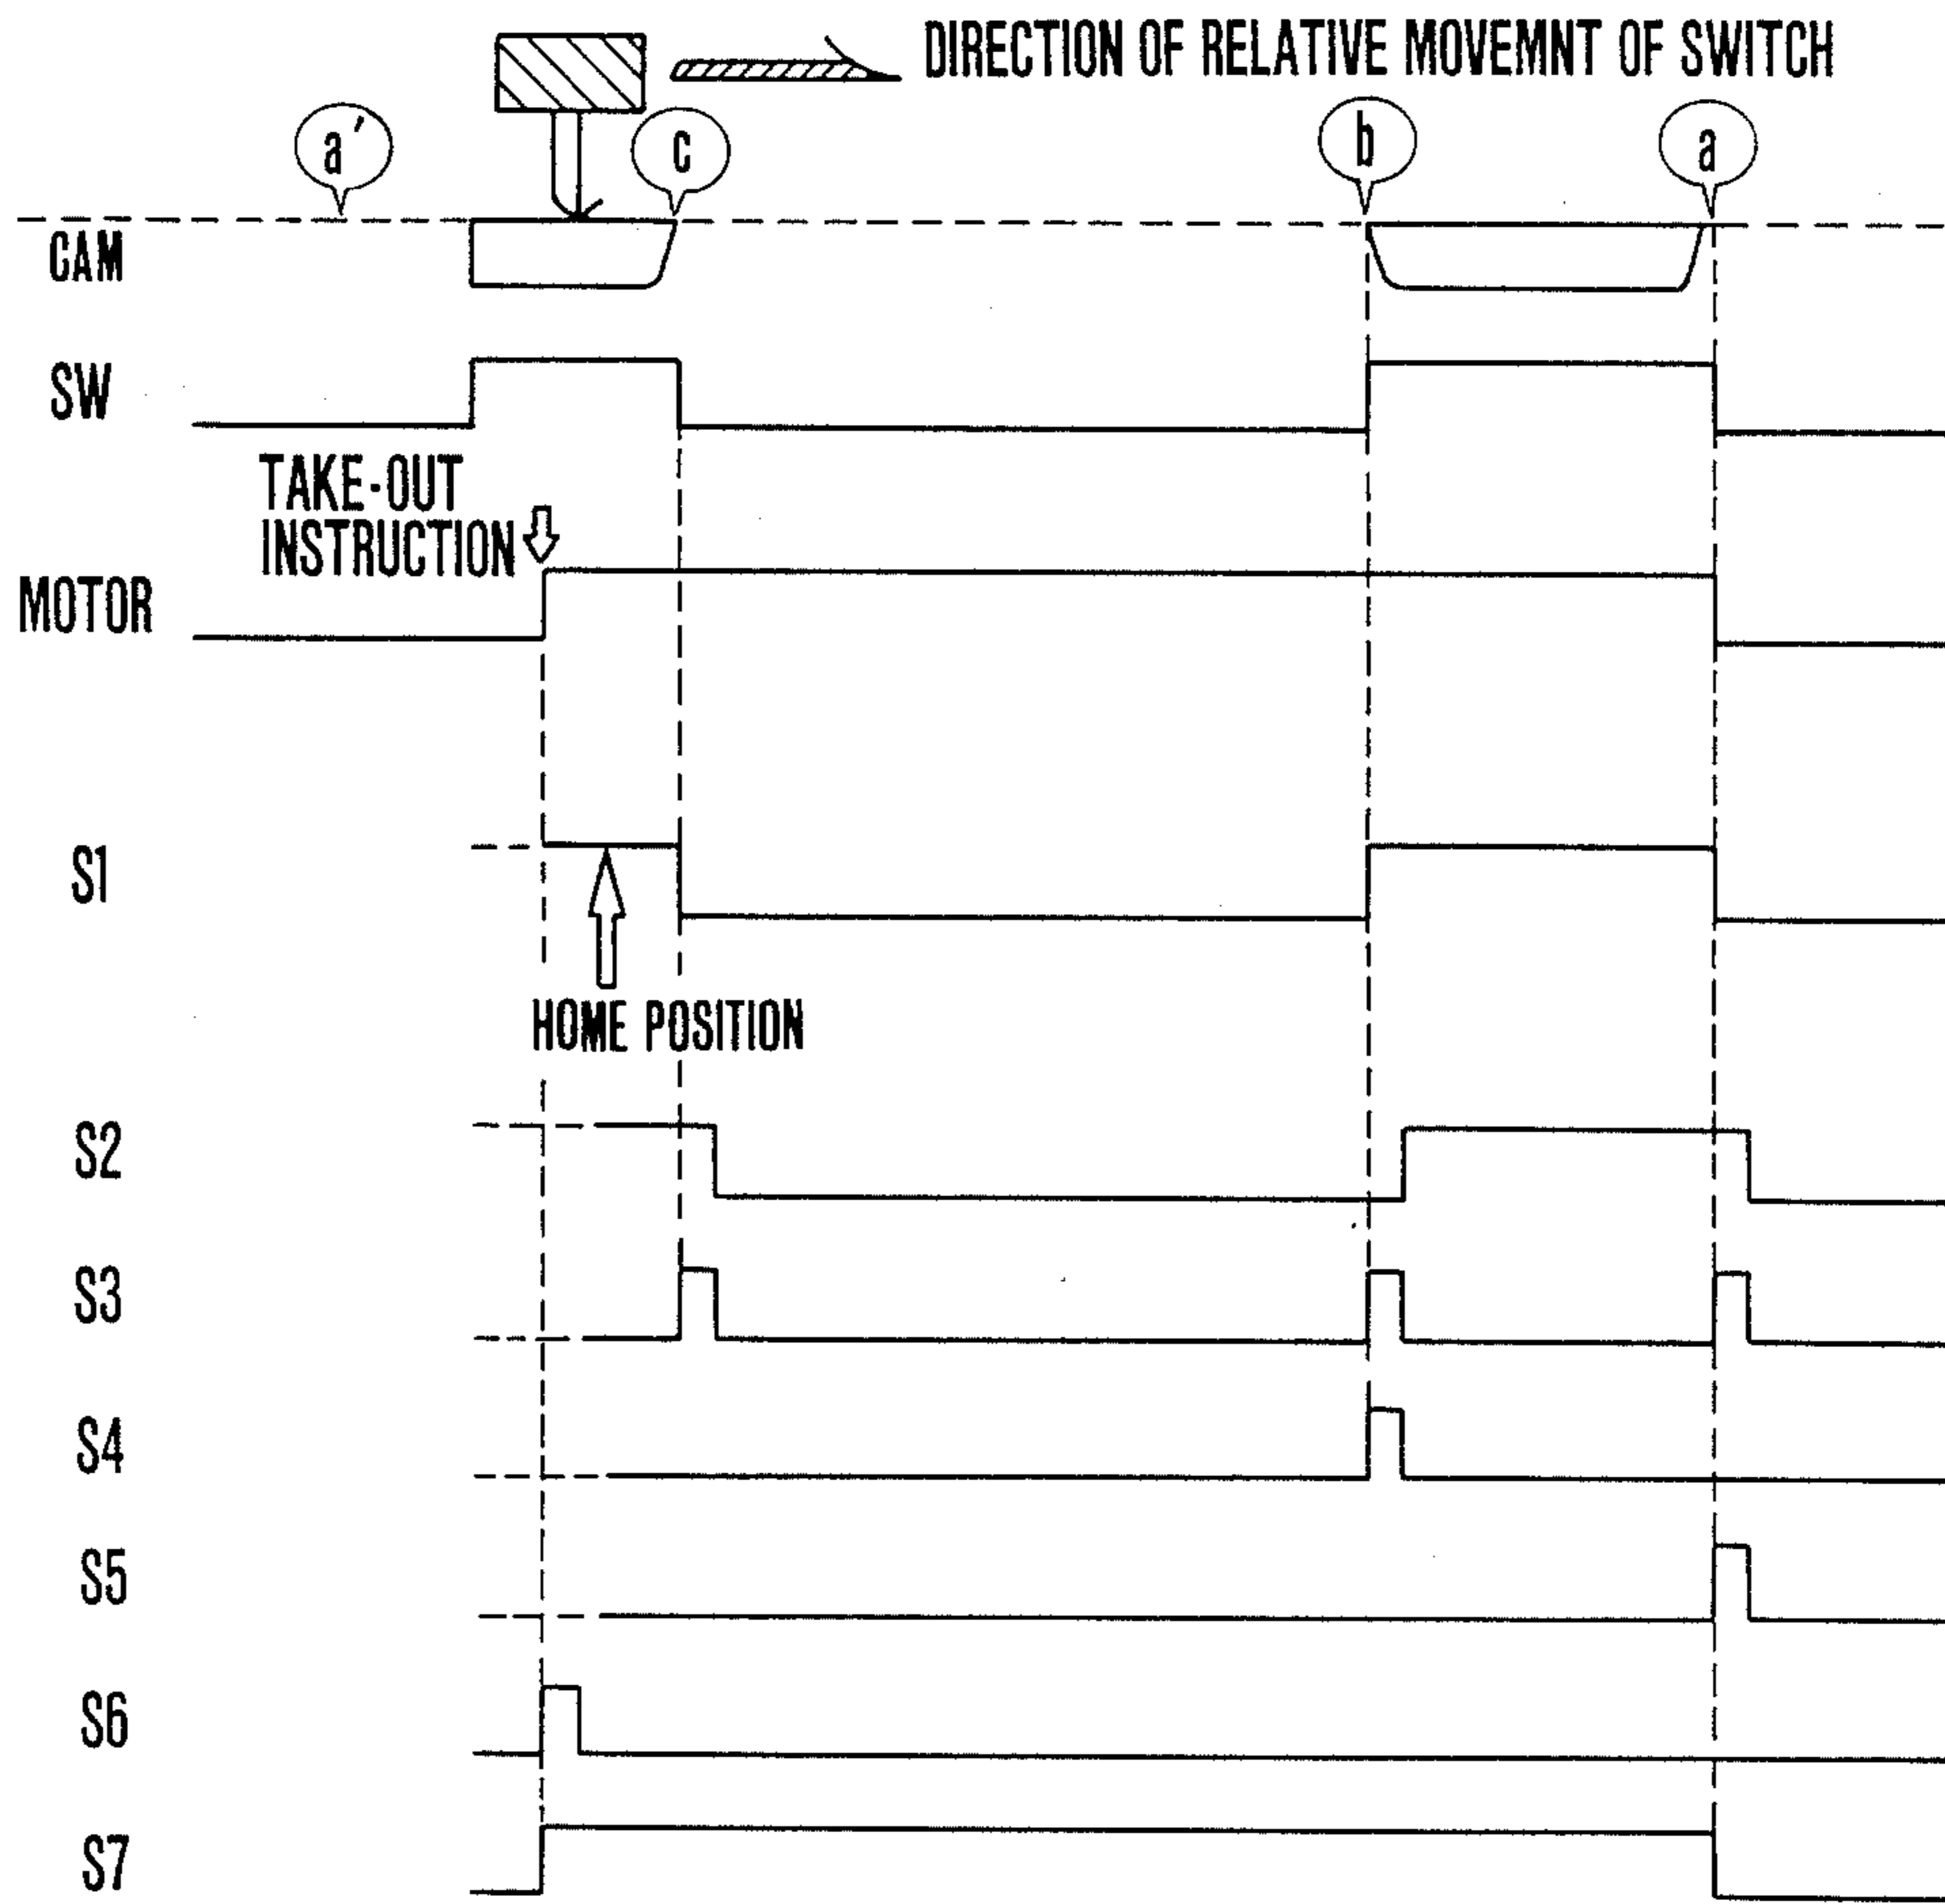 DIRECTION OF RELATIVE MOVEMNT OF SWITCH
a′
c
b
a
CAM
SW
TAKE-OUT
INSTRUCTION
MOTOR
S1
HOME POSITION
S2
S3
S4
S5
S6
S7